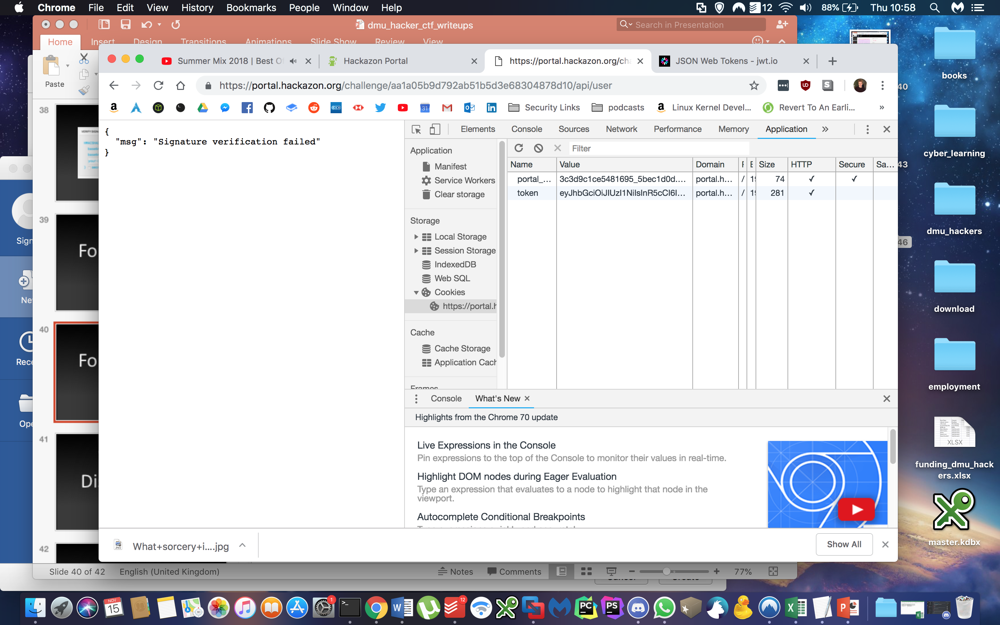 Chrome File Edit View History Bookmarks People Window Help
12 88% Thu 10:58
dmu_hacker_ctf_writeups
Search in Presentation
Home Insert Design Transitions Animations Slide Show Review View
Paste
Summer Mix 2018 | Best O
Hackazon Portal
https://portal.hackazon.org/cha
JSON Web Tokens - jwt.io
https://portal.hackazon.org/challenge/aa1a05b9d792ab51b5d3e68304878d10/api/user
Security Links
podcasts
Linux Kernel Devel...
Revert To An Earli...
»
{
"msg": "Signature verification failed"
}
Elements Console Sources Network Performance Memory Application »
Application
Manifest
Service Workers
Clear storage
Storage
Local Storage
Session Storage
IndexedDB
Web SQL
Cookies
https://portal.h
Cache
Cache Storage
Application Cach
Frames
Filter
Name Value Domain Size HTTP Secure Sa...
portal_... 3c3d9c1ce5481695_5bec1d0d.... portal.h... / 19 74 ✓ ✓
token eyJhbGciOiJIUzI1NiIsInR5cCI6I... portal.h... / 19 281 ✓
Console What's New
Highlights from the Chrome 70 update
Live Expressions in the Console
Pin expressions to the top of the Console to monitor their values in real-time.
Highlight DOM nodes during Eager Evaluation
Type an expression that evaluates to a node to highlight that node in the
viewport.
Autocomplete Conditional Breakpoints
What+sorcery+i....jpg
Show All
38
39
Fo
40
Fo
41
Di
42
Sign
Ne
Rece
Ope
Slide 40 of 42 English (United Kingdom)
Notes Comments 77%
40
43
46
books
cyber_learning
dmu_hackers
download
employment
XLSX
funding_dmu_hack
ers.xlsx
master.kdbx
NOV
15
3D
1
12
PC
PS